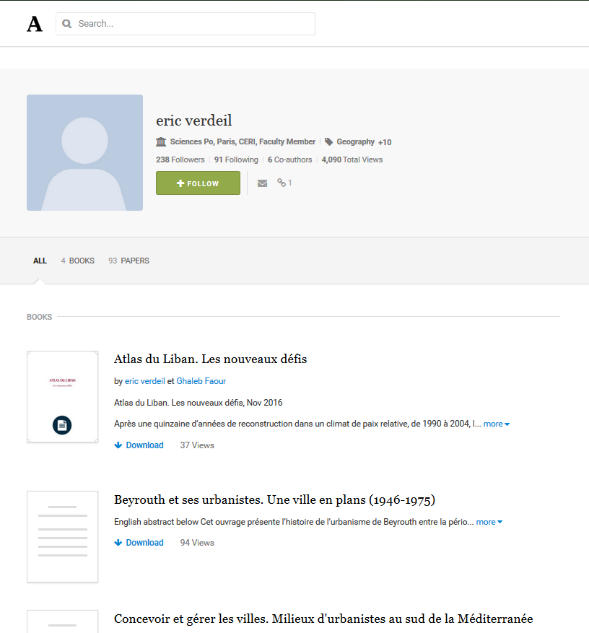 A
Search...
eric verdeil
Sciences Po, Paris, CERI, Faculty Member | Geography +10
238 Followers | 91 Following | 6 Co-authors | 4,090 Total Views
+ FOLLOW 1
ALL 4 BOOKS 93 PAPERS
BOOKS
Atlas du Liban. Les nouveaux défis
by eric verdeil et Ghaleb Faour
ATLAS DU LIBAN
Atlas du Liban. Les nouveaux défis, Nov 2016
Après une quinzaine d'années de reconstruction dans un climat de paix relative, de 1990 à 2004, l... more
Download 37 Views
Beyrouth et ses urbanistes. Une ville en plans (1946-1975)
English abstract below Cet ouvrage présente l'histoire de l'urbanisme de Beyrouth entre la pério... more
Download 94 Views
Concevoir et gérer les villes. Milieux d'urbanistes au sud de la Méditerranée